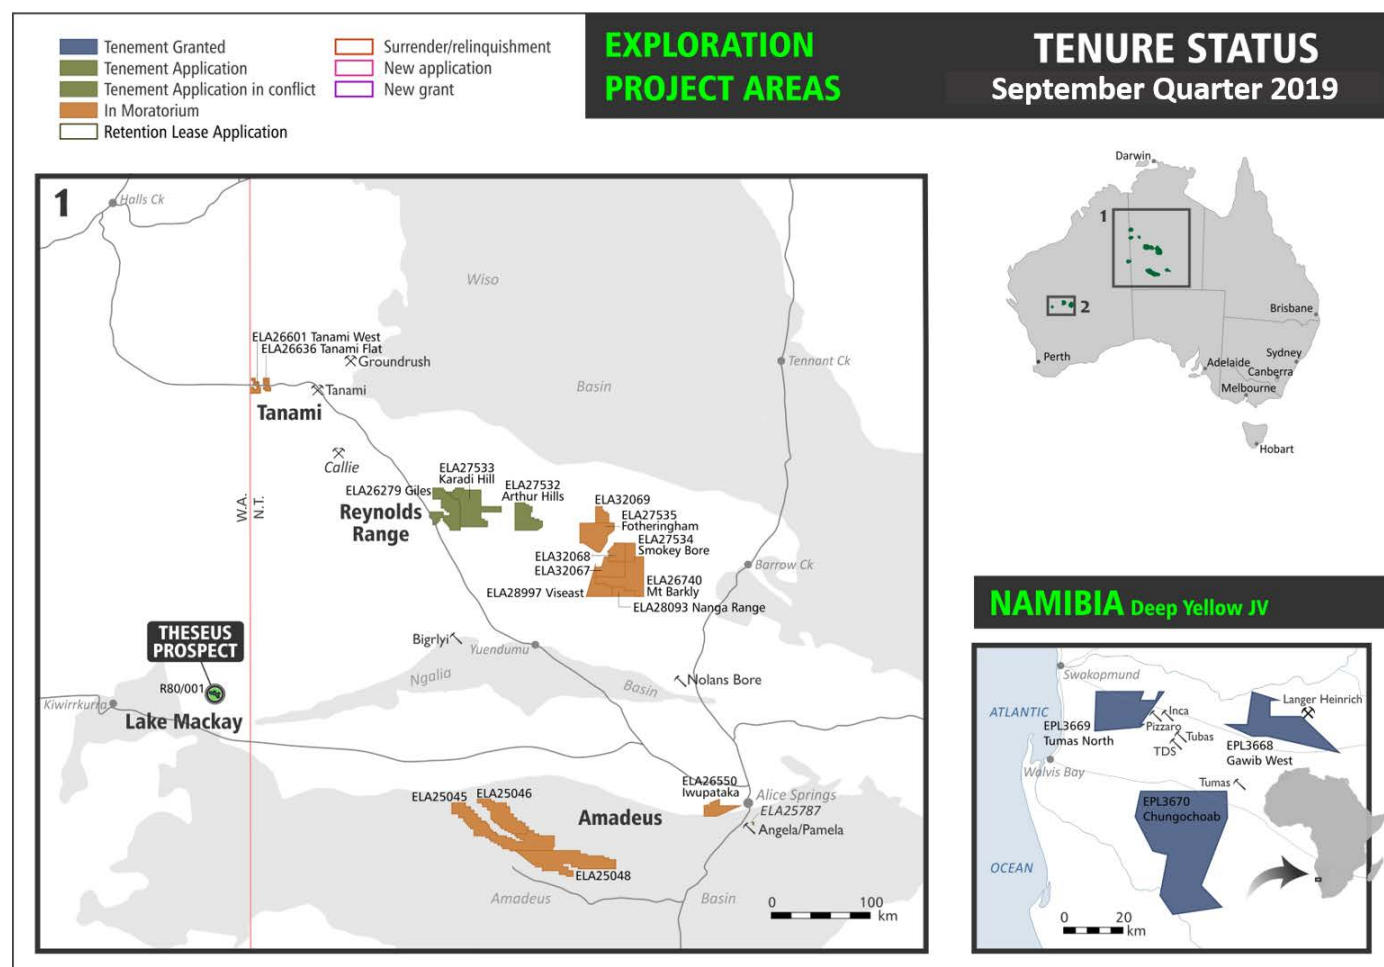 Tenement Granted
Tenement Application
Tenement Application in conflict
In Moratorium
Retention Lease Application
Surrender/relinquishment
New application
New grant
EXPLORATION
PROJECT AREAS
TENURE STATUS
September Quarter 2019
1
Halls Ck
Wiso
Basin
ELA26601 Tanami West
ELA26636 Tanami Flat
Groundrush
Tanami
Tanami
Tennant Ck
Callie
W.A.
N.T.
ELA27533
Karadi Hill
ELA26279 Giles
ELA27532
Arthur Hills
Reynolds
Range
ELA32069
ELA27535
Fotheringham
ELA27534
Smokey Bore
ELA32068
ELA32067
ELA26740
Mt Barkly
ELA28997 Viseast
ELA28093 Nanga Range
Barrow Ck
THESEUS
PROSPECT
R80/001
Lake Mackay
Kiwirrkurra
Bigrlyi
Yuendumu
Ngalia
Basin
Nolans Bore
ELA25045
ELA25046
Amadeus
ELA26550
Iwupataka
Alice Springs
ELA25787
Angela/Pamela
ELA25048
Amadeus
Basin
0 100
km
Darwin
1
2
Brisbane
Perth
Sydney
Adelaide
Canberra
Melbourne
Hobart
NAMIBIA Deep Yellow JV
Swakopmund
ATLANTIC
Langer Heinrich
Inca
EPL3669
Tumas North
Pizzaro
Tubas
TDS
EPL3668
Gawib West
Walvis Bay
Tumas
EPL3670
Chungochoab
OCEAN
0 20
km